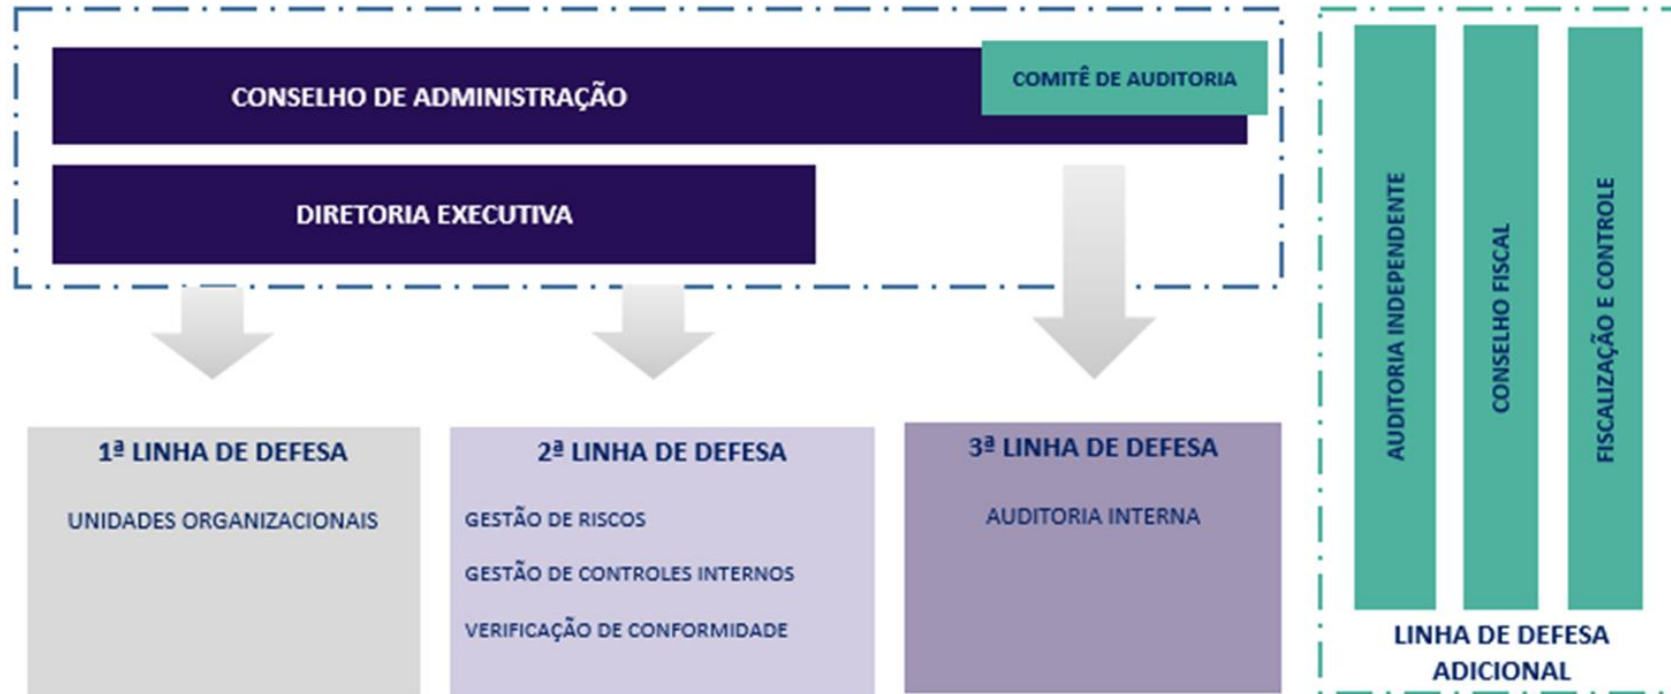 CONSELHO DE ADMINISTRAÇÃO
COMITÊ DE AUDITORIA
DIRETORIA EXECUTIVA
1ª LINHA DE DEFESA
UNIDADES ORGANIZACIONAIS
2ª LINHA DE DEFESA
GESTÃO DE RISCOS
GESTÃO DE CONTROLES INTERNOS
VERIFICAÇÃO DE CONFORMIDADE
3ª LINHA DE DEFESA
AUDITORIA INTERNA
AUDITORIA INDEPENDENTE
CONSELHO FISCAL
FISCALIZAÇÃO E CONTROLE
LINHA DE DEFESA
ADICIONAL